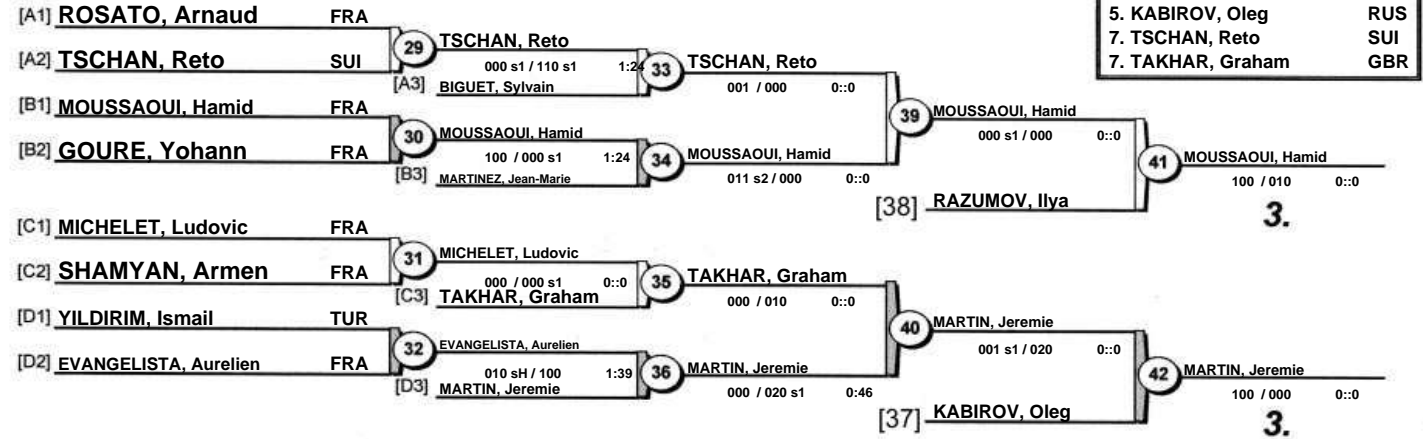 [A1] ROSATO, Arnaud FRA
5. KABIROV, Oleg RUS
7. TSCHAN, Reto SUI
7. TAKHAR, Graham GBR
29 TSCHAN, Reto
[A2] TSCHAN, Reto SUI
000 s1 / 110 s1 1:24
33 TSCHAN, Reto
[A3] BIGUET, Sylvain
001 / 000 0::0
[B1] MOUSSAOUI, Hamid FRA
39 MOUSSAOUI, Hamid
30 MOUSSAOUI, Hamid
000 s1 / 000 0::0
[B2] GOURE, Yohann FRA
100 / 000 s1 1:24
34 MOUSSAOUI, Hamid
41 MOUSSAOUI, Hamid
[B3] MARTINEZ, Jean-Marie
011 s2 / 000 0::0
100 / 010 0::0
[38] RAZUMOV, Ilya
3.
[C1] MICHELET, Ludovic FRA
31 MICHELET, Ludovic
[C2] SHAMYAN, Armen FRA
000 / 000 s1 0::0
35 TAKHAR, Graham
[C3] TAKHAR, Graham
000 / 010 0::0
[D1] YILDIRIM, Ismail TUR
40 MARTIN, Jeremie
32 EVANGELISTA, Aurelien
001 s1 / 020 0::0
[D2] EVANGELISTA, Aurelien FRA
010 sH / 100 1:39
36 MARTIN, Jeremie
42 MARTIN, Jeremie
[D3] MARTIN, Jeremie
000 / 020 s1 0:46
100 / 000 0::0
[37] KABIROV, Oleg
3.